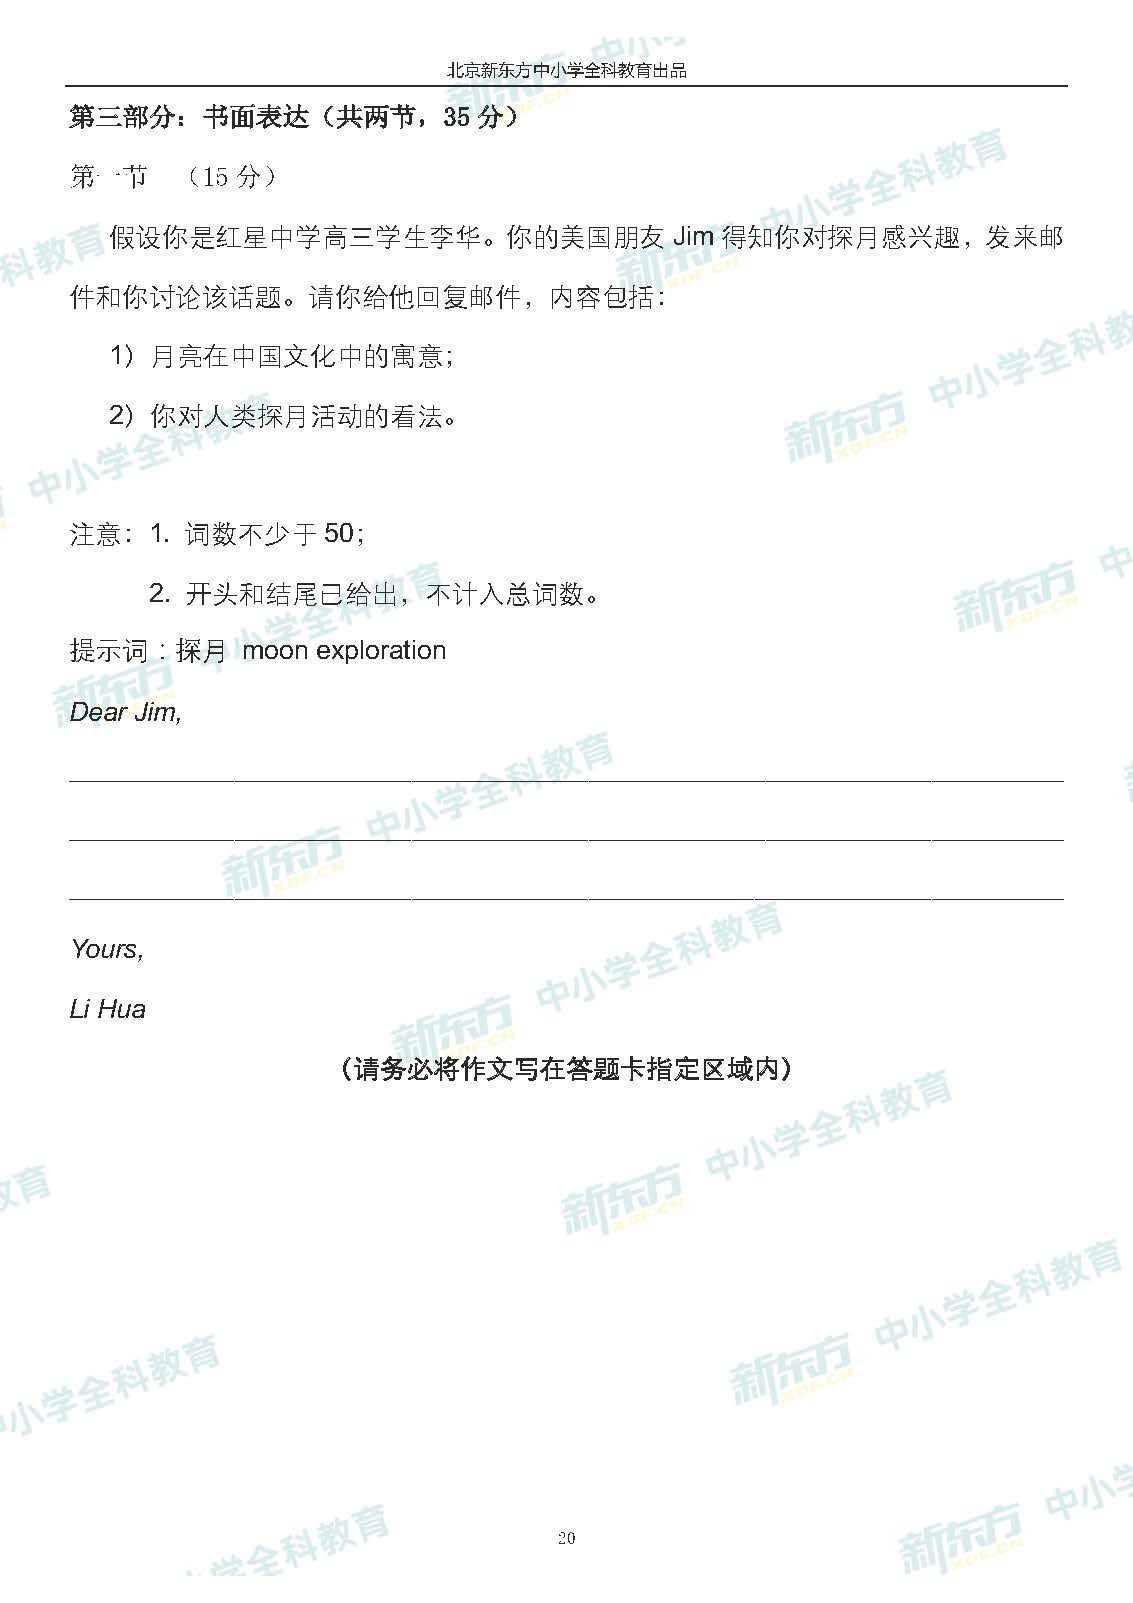 北京新东方中小学全科教育出品
第三部分：书面表达（共两节，35 分）
第一节 （15 分）
假设你是红星中学高三学生李华。你的美国朋友 Jim 得知你对探月感兴趣，发来邮
件和你讨论该话题。请你给他回复邮件，内容包括：
1）月亮在中国文化中的寓意；
2）你对人类探月活动的看法。
注意：1. 词数不少于 50；
2. 开头和结尾已给出，不计入总词数。
提示词：探月 moon exploration
Dear Jim,
Yours,
Li Hua
（请务必将作文写在答题卡指定区域内）
20
新东方 XDF.CN 中小学全科教育